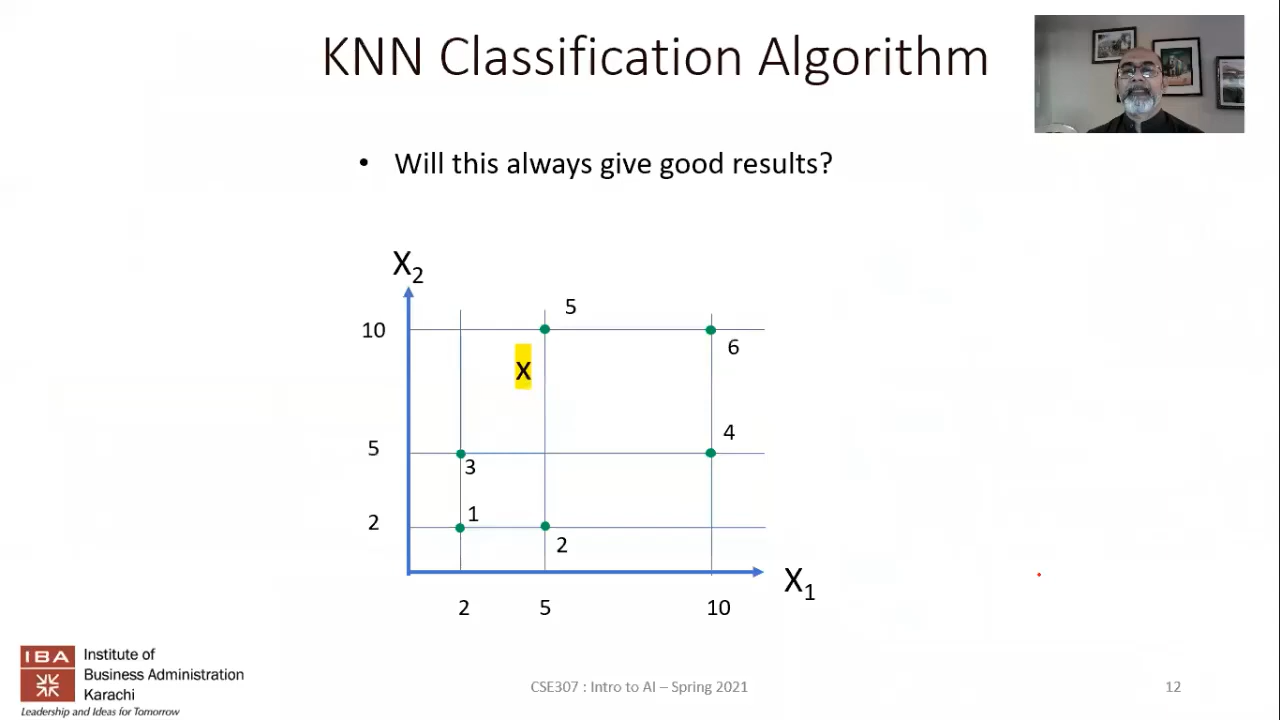 KNN Classification Algorithm
• Will this always give good results?
X₂
5
10
6
X
4
5
3
1
2
2
X₁
2 5 10
IBA
Institute of
Business Administration
Karachi
Leadership and Ideas for Tomorrow
CSE307 : Intro to AI – Spring 2021
12